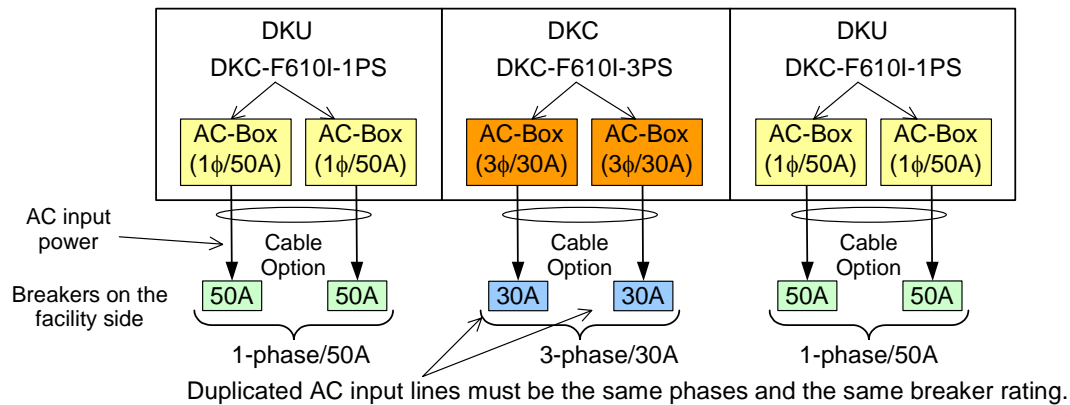 DKU
DKC
DKU
DKC-F610I-1PS
DKC-F610I-3PS
DKC-F610I-1PS
AC-Box
(1ϕ/50A)
AC-Box
(1ϕ/50A)
AC-Box
(3ϕ/30A)
AC-Box
(3ϕ/30A)
AC-Box
(1ϕ/50A)
AC-Box
(1ϕ/50A)
AC input
power
Cable
Option
Cable
Option
Cable
Option
Breakers on the
facility side
50A
50A
30A
30A
50A
50A
1-phase/50A
3-phase/30A
1-phase/50A
Duplicated AC input lines must be the same phases and the same breaker rating.